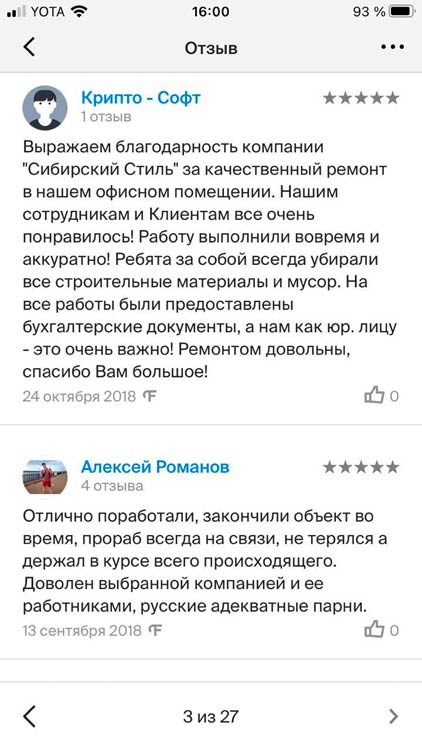 YOTA 16:00 93 %
Отзыв
Крипто - Софт
1 отзыв
Выражаем благодарность компании
"Сибирский Стиль" за качественный ремонт
в нашем офисном помещении. Нашим
сотрудникам и Клиентам все очень
понравилось! Работу выполнили вовремя и
аккуратно! Ребята за собой всегда убирали
все строительные материалы и мусор. На
все работы были предоставлены
бухгалтерские документы, а нам как юр. лицу
- это очень важно! Ремонтом довольны,
спасибо Вам большое!
24 октября 2018 0
Алексей Романов
4 отзыва
Отлично поработали, закончили объект во
время, прораб всегда на связи, не терялся а
держал в курсе всего происходящего.
Доволен выбранной компанией и ее
работниками, русские адекватные парни.
13 сентября 2018 0
3 из 27